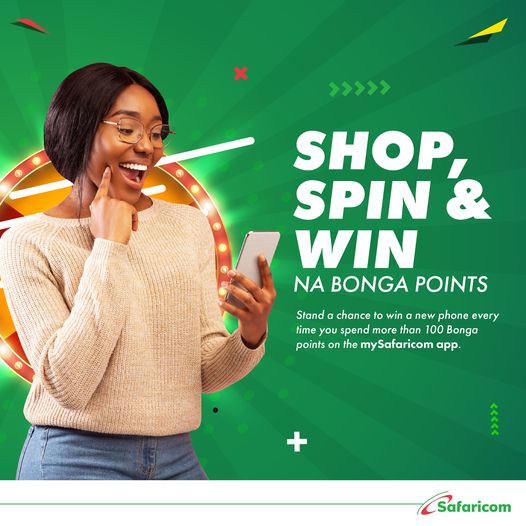 SHOP,
SPIN &
WIN
NA BONGA POINTS
Stand a chance to win a new phone every
time you spend more than 100 Bonga
points on the mySafaricom app.
Safaricom